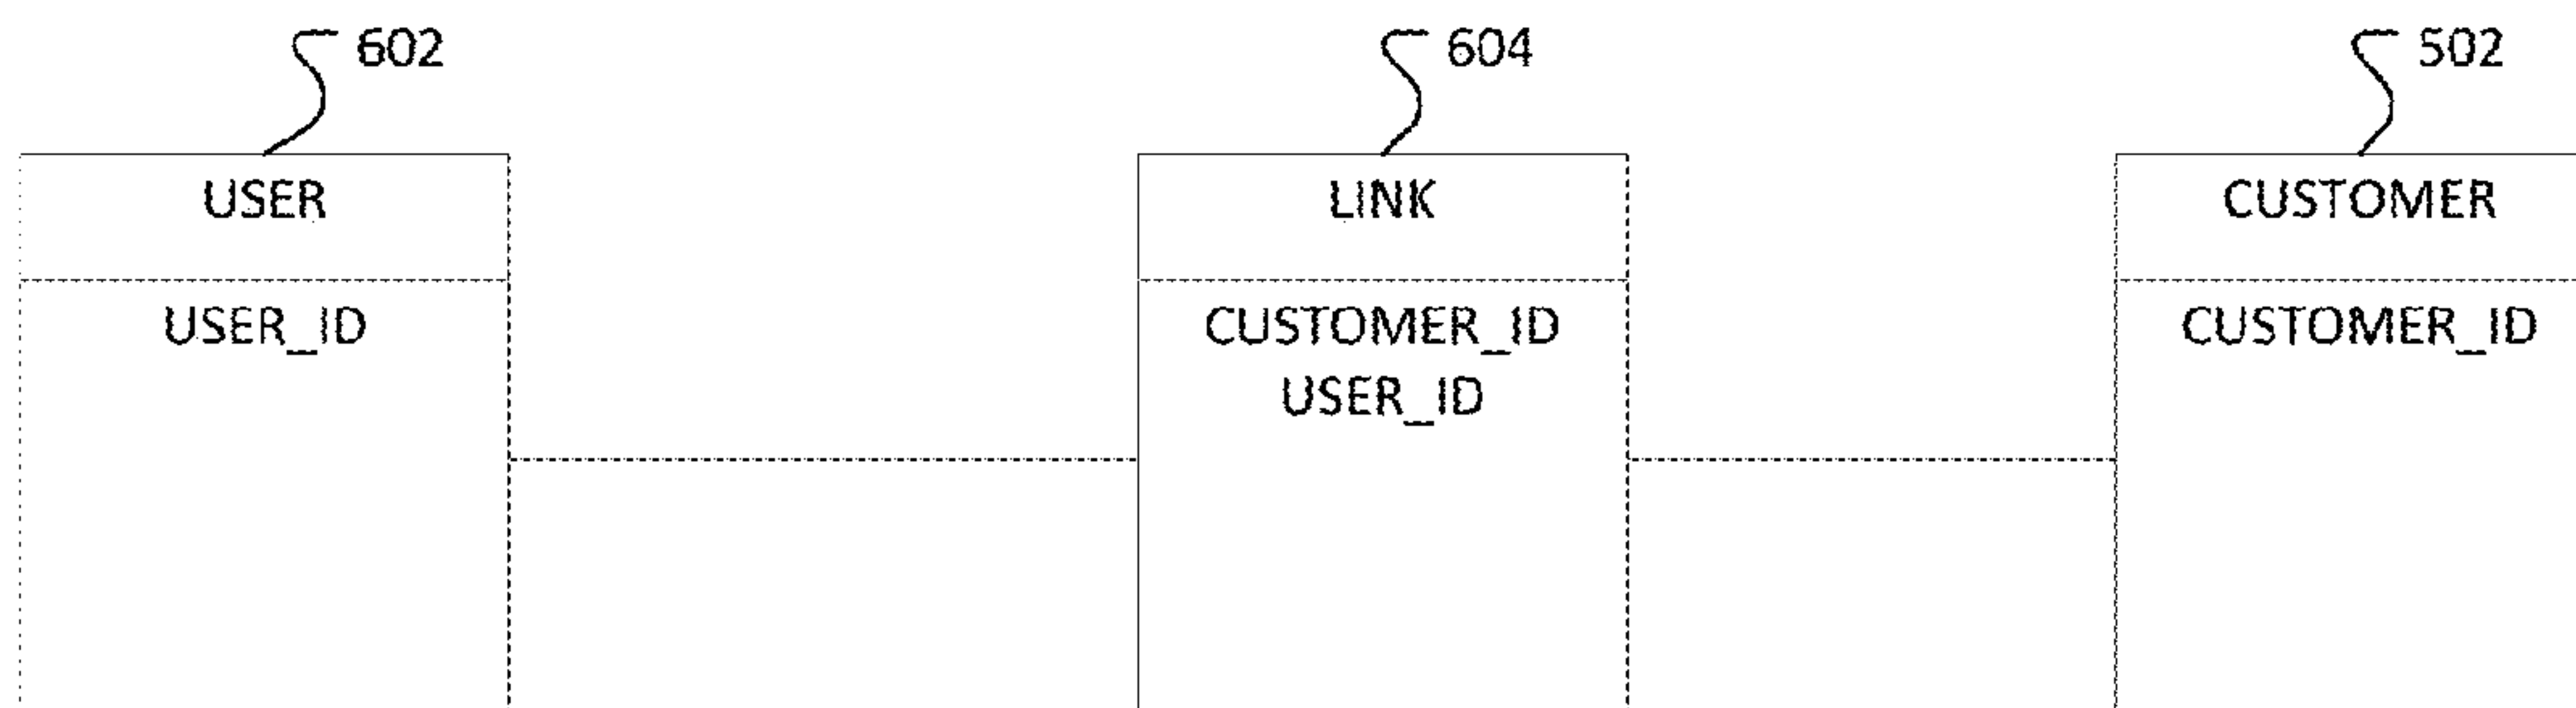 602
604
502
USER
LINK
CUSTOMER
USER_ID
CUSTOMER_ID
CUSTOMER_ID
USER_ID